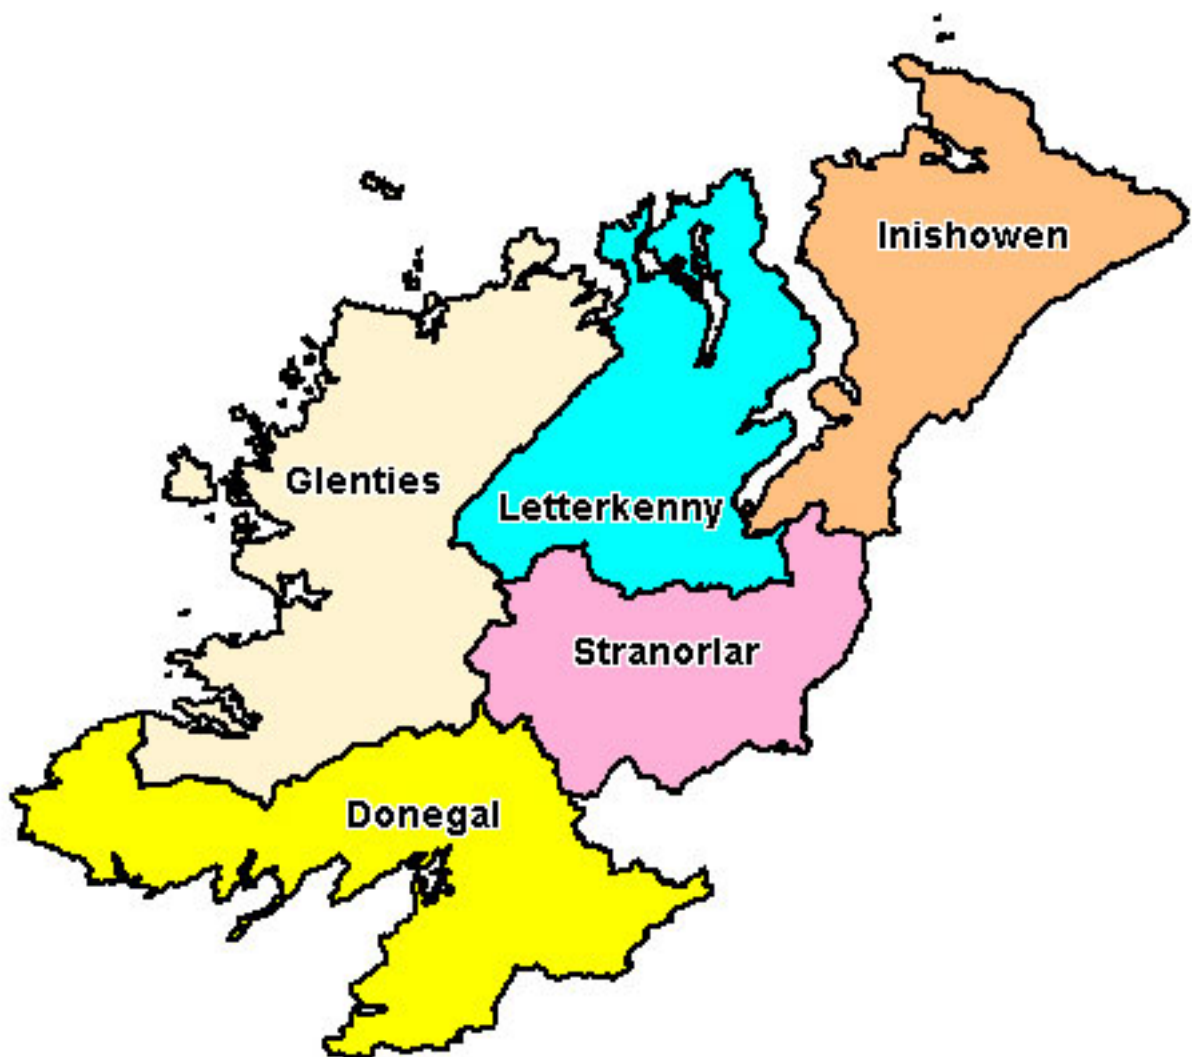 Inishowen
Glenties
Letterkenny
Stranorlar
Donegal